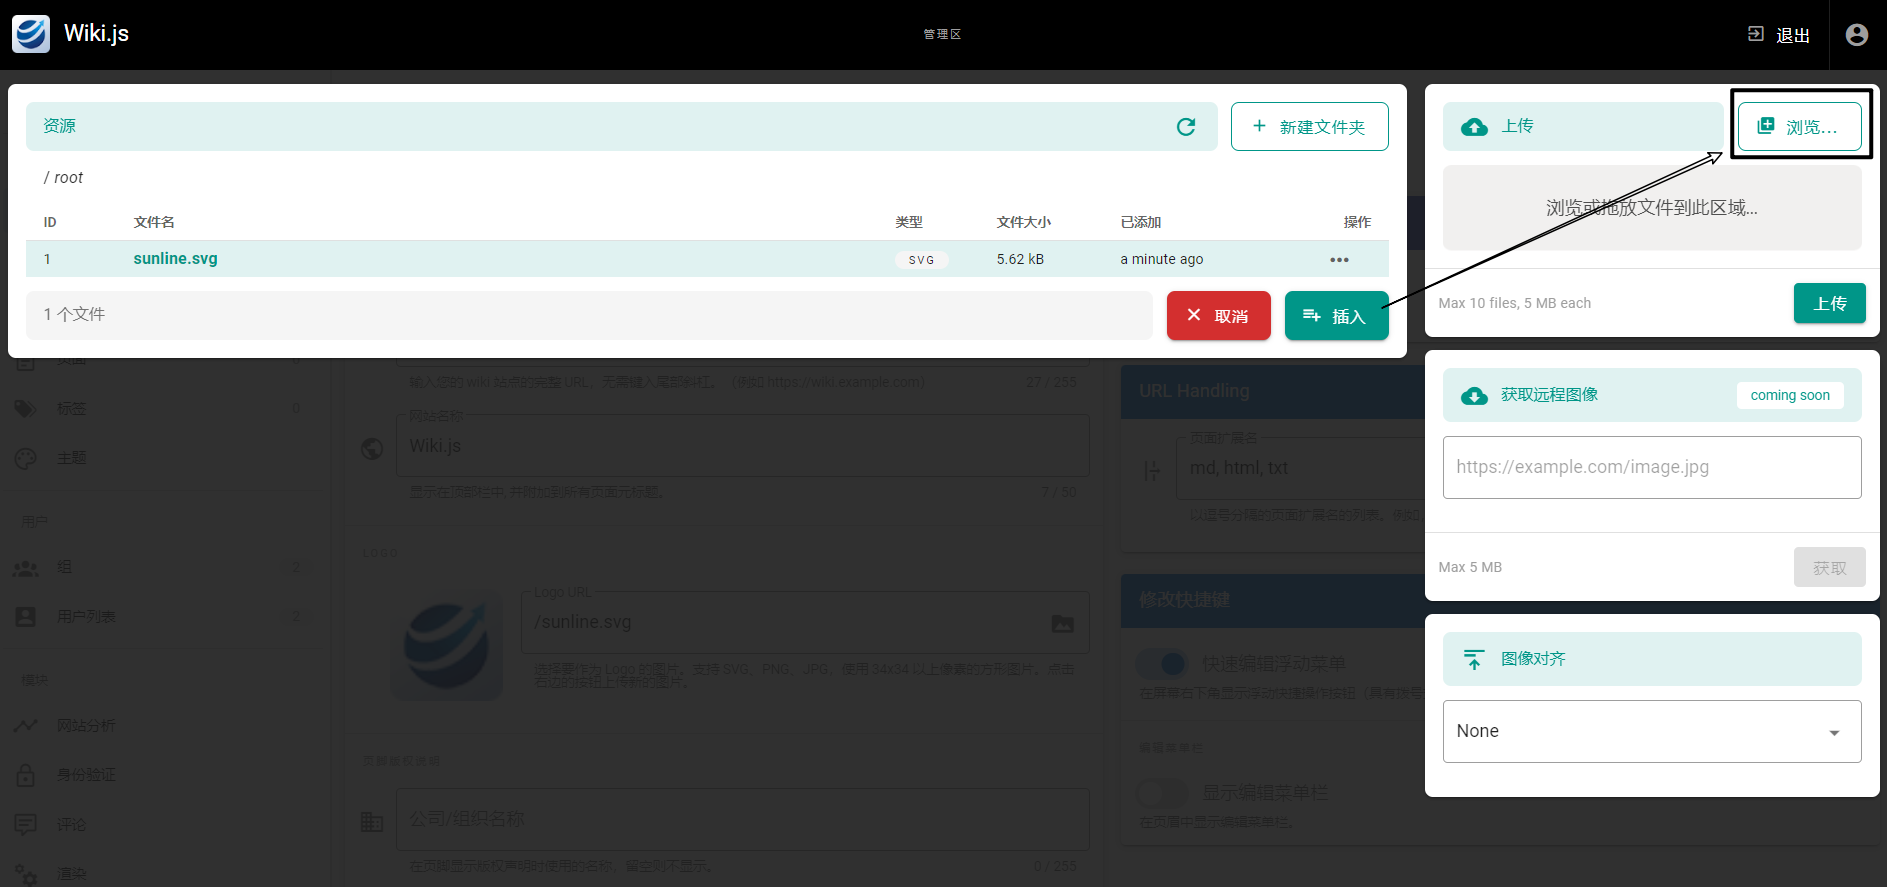 Wiki.js
管理区
退出
资源
新建文件夹
/ root
ID 文件名 类型 文件大小 已添加 操作
1 sunline.svg SVG 5.62 kB a minute ago
1 个文件
取消
插入
上传
浏览...
浏览或拖放文件到此区域...
Max 10 files, 5 MB each
上传
获取远程图像
coming soon
https://example.com/image.jpg
Max 5 MB
获取
图像对齐
None
页面
标签 0
主题
用户
组 2
用户列表 2
模块
网站分析
身份验证
评论
渲染
输入您的 wiki 站点的完整 URL，无需键入尾部斜杠。（例如 https://wiki.example.com）
27 / 255
网站名称
Wiki.js
显示在顶部栏中, 并附加到所有页面元标题。
7 / 50
LOGO
Logo URL
/sunline.svg
选择要作为 Logo 的图片。支持 SVG、PNG、JPG，使用 34x34 以上像素的方形图片。点击
右边的按钮上传新的图片。
页脚版权说明
公司/组织名称
在页脚显示版权声明时使用的名称，留空则不显示。
0 / 255
URL Handling
页面扩展名
md, html, txt
以逗号分隔的页面扩展名的列表。例如
修改快捷键
快速编辑浮动菜单
在屏幕右下角显示浮动快捷操作按钮（具有拨号
编辑菜单栏
显示编辑菜单栏
在页眉中显示编辑菜单栏。